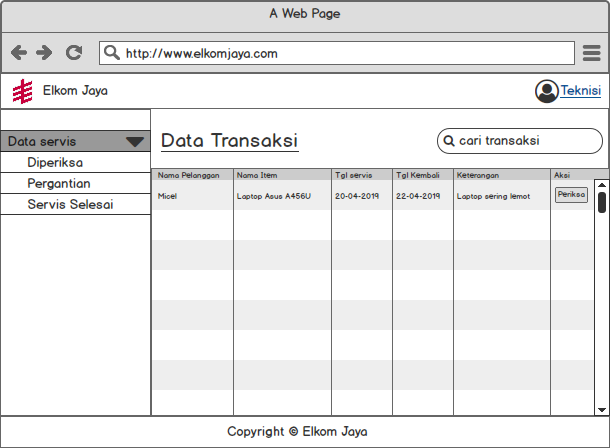 A Web Page
http://www.elkomjaya.com
Elkom Jaya
Teknisi
Data servis
Diperiksa
Pergantian
Servis Selesai
Data Transaksi
cari transaksi
Nama Pelanggan Nama Item Tgl servis Tgl Kembali Keterangan Aksi
Micel Laptop Asus A456U 20-04-2019 22-04-2019 Laptop sering lemot Periksa
Copyright © Elkom Jaya